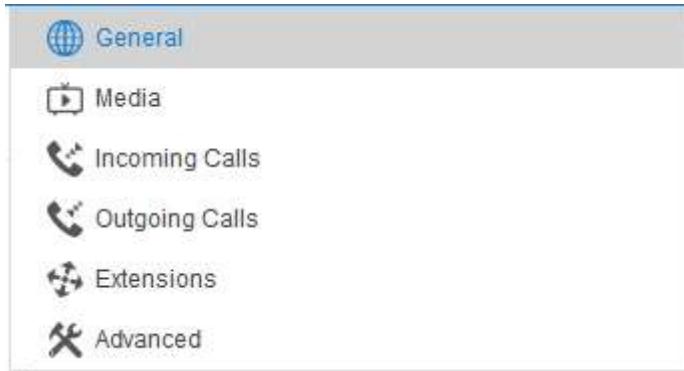 General
Media
Incoming Calls
Outgoing Calls
Extensions
Advanced